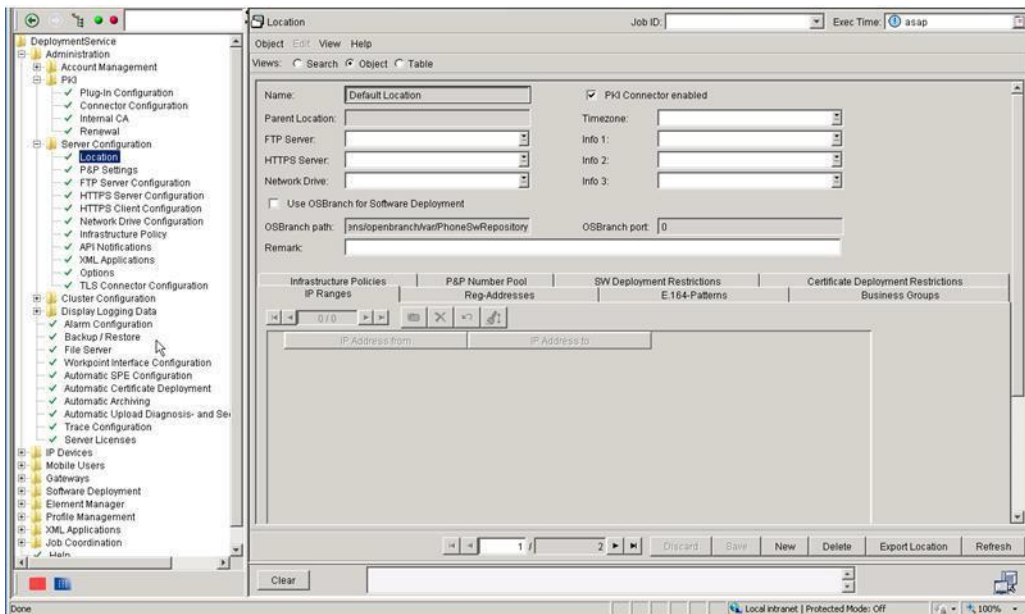 Location
Job ID:
Exec Time:
asap
Object Edit View Help
Views: Search Object Table
DeploymentService
Administration
Account Management
PKI
Plug-In Configuration
Connector Configuration
Internal CA
Renewal
Server Configuration
Location
P&P Settings
FTP Server Configuration
HTTPS Server Configuration
HTTPS Client Configuration
Network Drive Configuration
Infrastructure Policy
API Notifications
XML Applications
Options
TLS Connector Configuration
Cluster Configuration
Display Logging Data
Alarm Configuration
Backup / Restore
File Server
Workpoint Interface Configuration
Automatic SPE Configuration
Automatic Certificate Deployment
Automatic Archiving
Automatic Upload Diagnosis- and Se
Trace Configuration
Server Licenses
IP Devices
Mobile Users
Gateways
Software Deployment
Element Manager
Profile Management
XML Applications
Job Coordination
Help
Name: Default Location
PKI Connector enabled
Parent Location:
Timezone:
FTP Server:
Info 1:
HTTPS Server:
Info 2:
Network Drive:
Info 3:
Use OSBranch for Software Deployment
OSBranch path: ens/openbranch/var/PhoneSwRepository
OSBranch port: 0
Remark:
Infrastructure Policies
P&P Number Pool
SW Deployment Restrictions
Certificate Deployment Restrictions
IP Ranges
Reg-Addresses
E.164-Patterns
Business Groups
0 / 0
IP Address from
IP Address to
1 / 2
Discard
Save
New
Delete
Export Location
Refresh
Clear
Done
Local intranet | Protected Mode: Off
100%